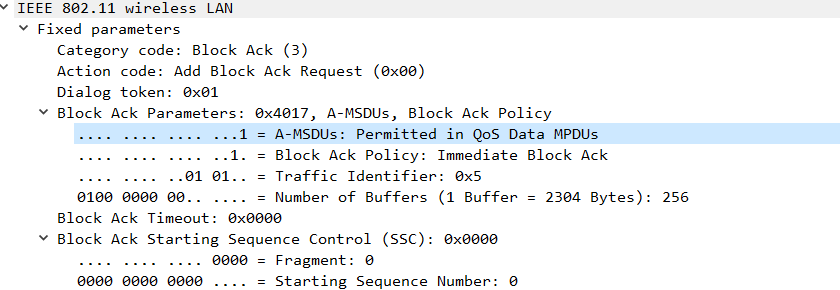 IEEE 802.11 wireless LAN
Fixed parameters
Category code: Block Ack (3)
Action code: Add Block Ack Request (0x00)
Dialog token: 0x01
Block Ack Parameters: 0x4017, A-MSDUs, Block Ack Policy
.... .... .... ...1 = A-MSDUs: Permitted in QoS Data MPDUs
.... .... .... ..1. = Block Ack Policy: Immediate Block Ack
.... .... ..01 01.. = Traffic Identifier: 0x5
0100 0000 00.. .... = Number of Buffers (1 Buffer = 2304 Bytes): 256
Block Ack Timeout: 0x0000
Block Ack Starting Sequence Control (SSC): 0x0000
.... .... .... 0000 = Fragment: 0
0000 0000 0000 .... = Starting Sequence Number: 0